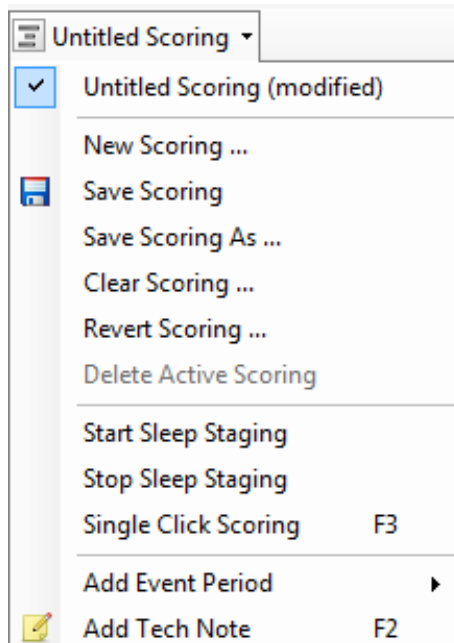 Untitled Scoring
Untitled Scoring (modified)
New Scoring ...
Save Scoring
Save Scoring As ...
Clear Scoring ...
Revert Scoring ...
Delete Active Scoring
Start Sleep Staging
Stop Sleep Staging
Single Click Scoring F3
Add Event Period
Add Tech Note F2